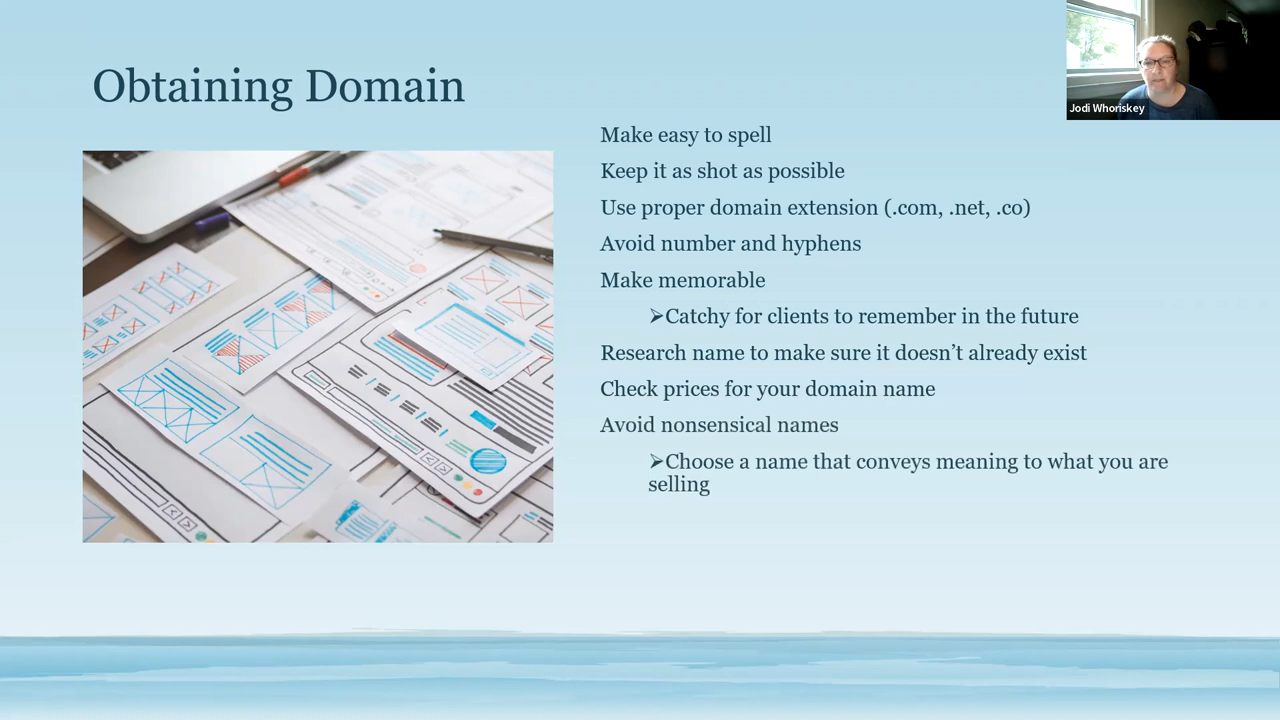 Obtaining Domain
Jodi Whoriskey
Make easy to spell
Keep it as shot as possible
Use proper domain extension (.com, .net, .co)
Avoid number and hyphens
Make memorable
➢Catchy for clients to remember in the future
Research name to make sure it doesn’t already exist
Check prices for your domain name
Avoid nonsensical names
➢Choose a name that conveys meaning to what you are
selling